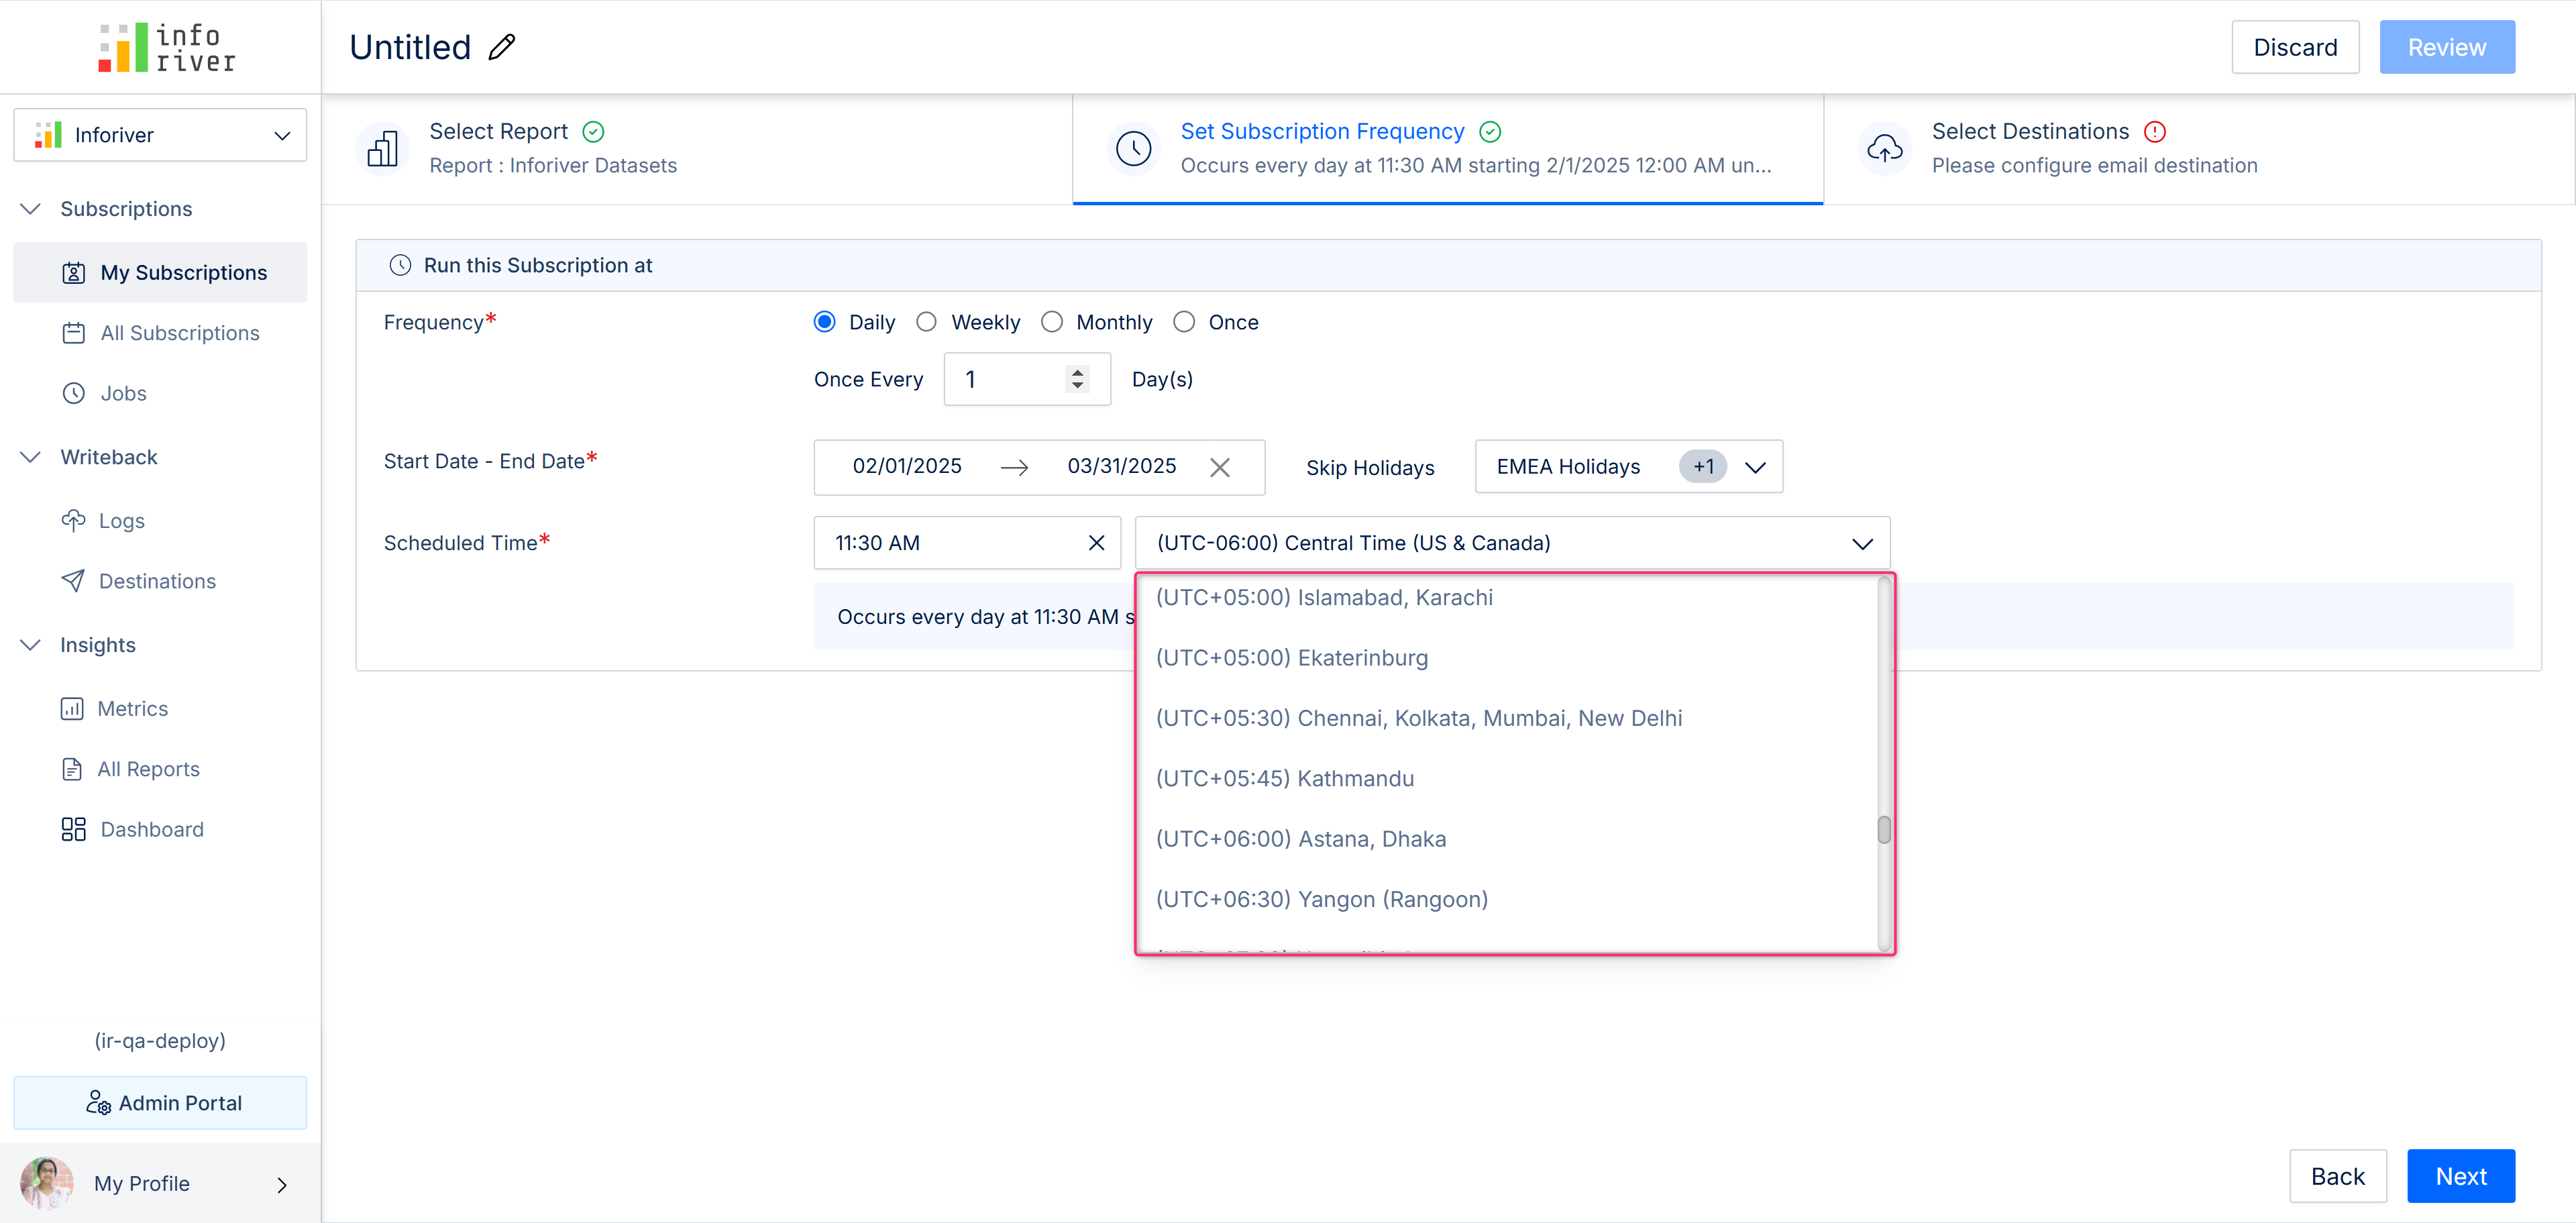 info
river
Untitled
Discard
Review
Inforiver
Select Report
Report : Inforiver Datasets
Set Subscription Frequency
Occurs every day at 11:30 AM starting 2/1/2025 12:00 AM un...
Select Destinations
Please configure email destination
Subscriptions
My Subscriptions
All Subscriptions
Jobs
Writeback
Logs
Destinations
Insights
Metrics
All Reports
Dashboard
(ir-qa-deploy)
Admin Portal
My Profile
Run this Subscription at
Frequency*
Daily Weekly Monthly Once
Once Every 1 Day(s)
Start Date - End Date*
02/01/2025 → 03/31/2025
Skip Holidays
EMEA Holidays +1
Scheduled Time*
11:30 AM
(UTC-06:00) Central Time (US & Canada)
Occurs every day at 11:30 AM s
(UTC+05:00) Islamabad, Karachi
(UTC+05:00) Ekaterinburg
(UTC+05:30) Chennai, Kolkata, Mumbai, New Delhi
(UTC+05:45) Kathmandu
(UTC+06:00) Astana, Dhaka
(UTC+06:30) Yangon (Rangoon)
Back
Next